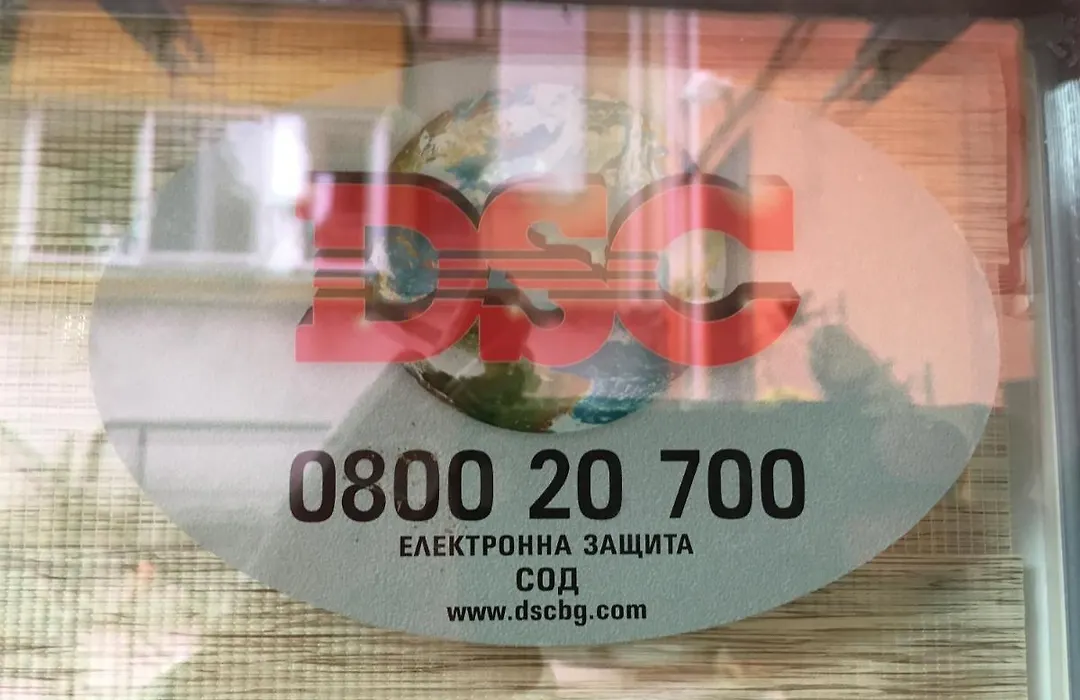 DSC
0800 20 700
ЕЛЕКТРОННА ЗАЩИТА
СОД
www.dscbg.com